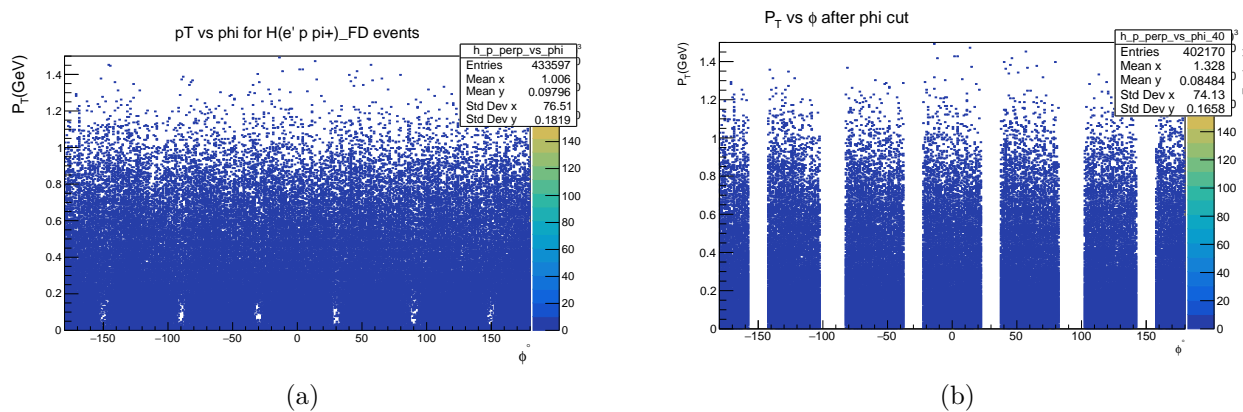 pT vs phi for H(e' p pi+)_FD events
h_p_perp_vs_phi
Entries 433597
Mean x 1.006
Mean y 0.09796
Std Dev x 76.51
Std Dev y 0.1819
P_T(GeV)
1.4
1.2
1
0.8
0.6
0.4
0.2
0
−150 −100 −50 0 50 100 150
ϕ°
140
120
100
80
60
40
20
0
(a)
P_T vs ϕ after phi cut
h_p_perp_vs_phi_40
Entries 402170
Mean x 1.328
Mean y 0.08484
Std Dev x 74.13
Std Dev y 0.1658
P_T(GeV)
1.4
1.2
1
0.8
0.6
0.4
0.2
0
−150 −100 −50 0 50 100 150
ϕ°
140
120
100
80
60
40
20
0
(b)